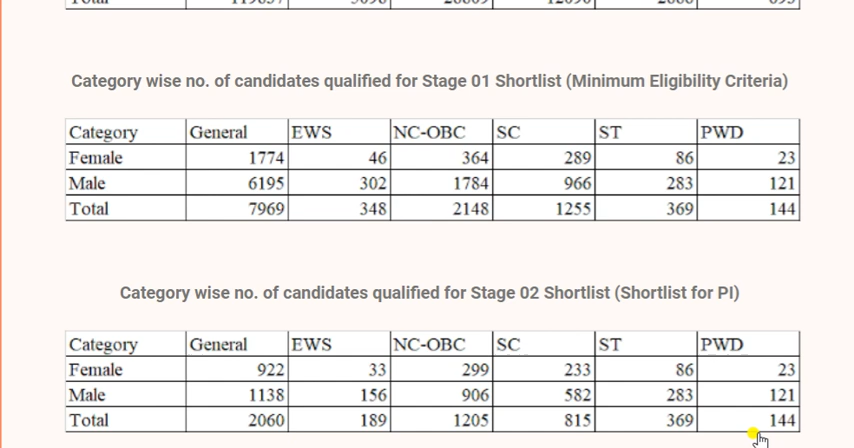 Category wise no. of candidates qualified for Stage 01 Shortlist (Minimum Eligibility Criteria)
Category General EWS NC-OBC SC ST PWD
Female 1774 46 364 289 86 23
Male 6195 302 1784 966 283 121
Total 7969 348 2148 1255 369 144
Category wise no. of candidates qualified for Stage 02 Shortlist (Shortlist for PI)
Category General EWS NC-OBC SC ST PWD
Female 922 33 299 233 86 23
Male 1138 156 906 582 283 121
Total 2060 189 1205 815 369 144